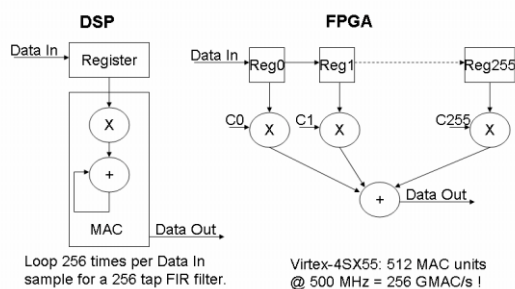 DSP
Data In
Register
X
+
MAC
Data Out
Loop 256 times per Data In
sample for a 256 tap FIR filter.
FPGA
Data In
Reg0
Reg1
Reg255
C0
X
C1
X
C255
X
+
Data Out
Virtex-4SX55: 512 MAC units
@ 500 MHz = 256 GMAC/s !